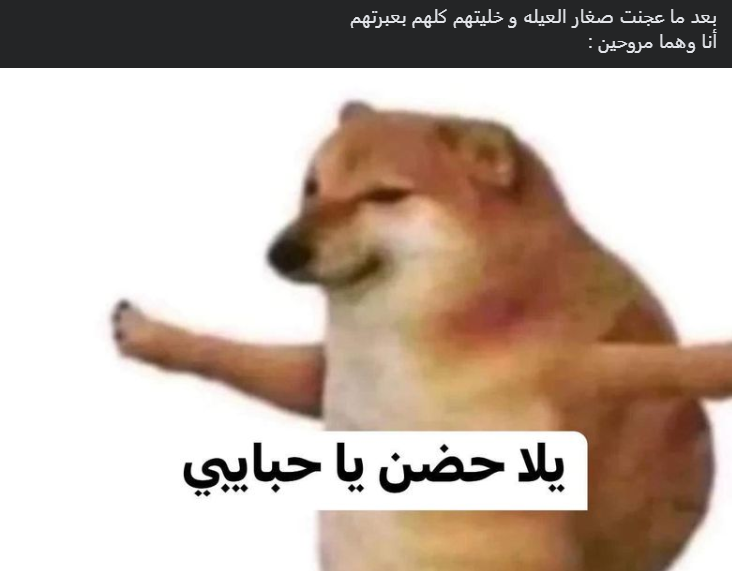 بعد ما عجنت صغار العيله و خليتهم كلهم بعبرتهم
أنا وهما مروحين :
يلا حضن يا حبايبي